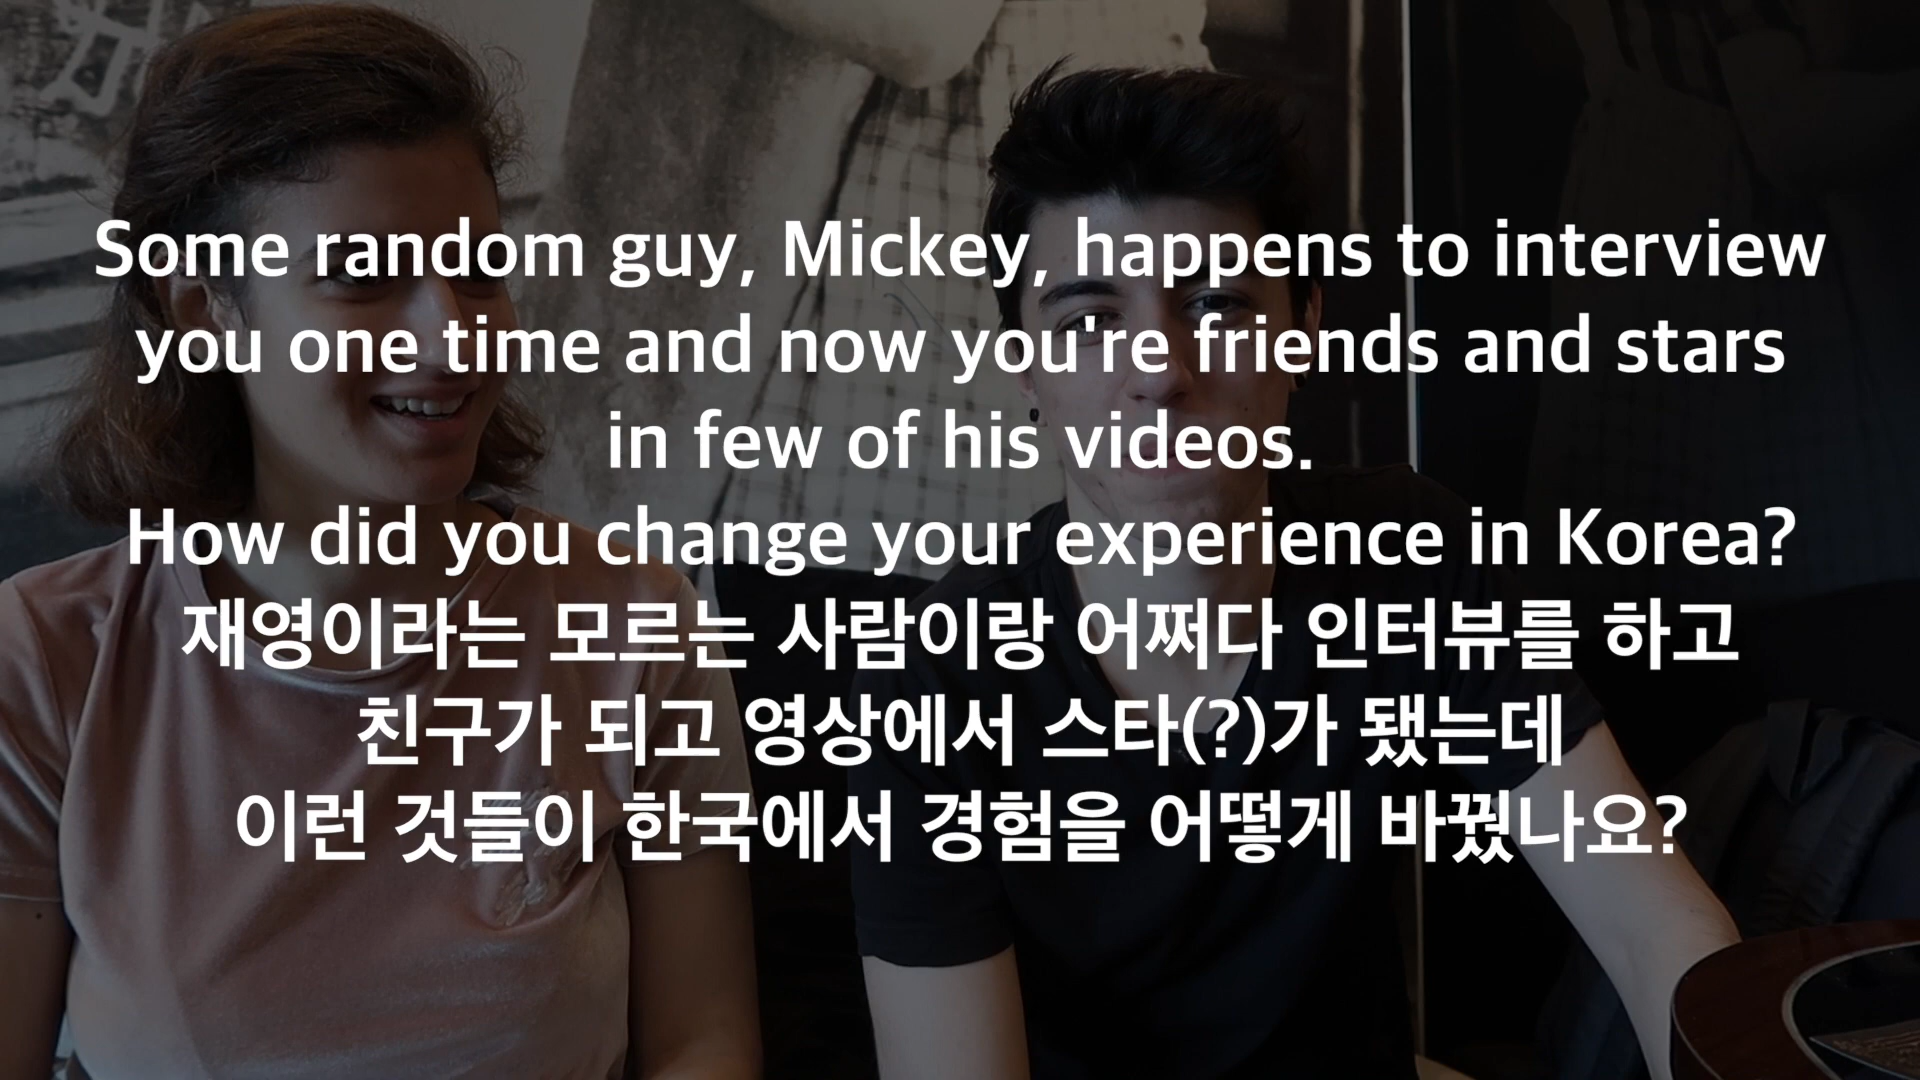 Some random guy, Mickey, happens to interview
you one time and now you're friends and stars
in few of his videos.
How did you change your experience in Korea?
재영이라는 모르는 사람이랑 어쩌다 인터뷰를 하고
친구가 되고 영상에서 스타(?)가 됐는데
이런 것들이 한국에서 경험을 어떻게 바꿨나요?